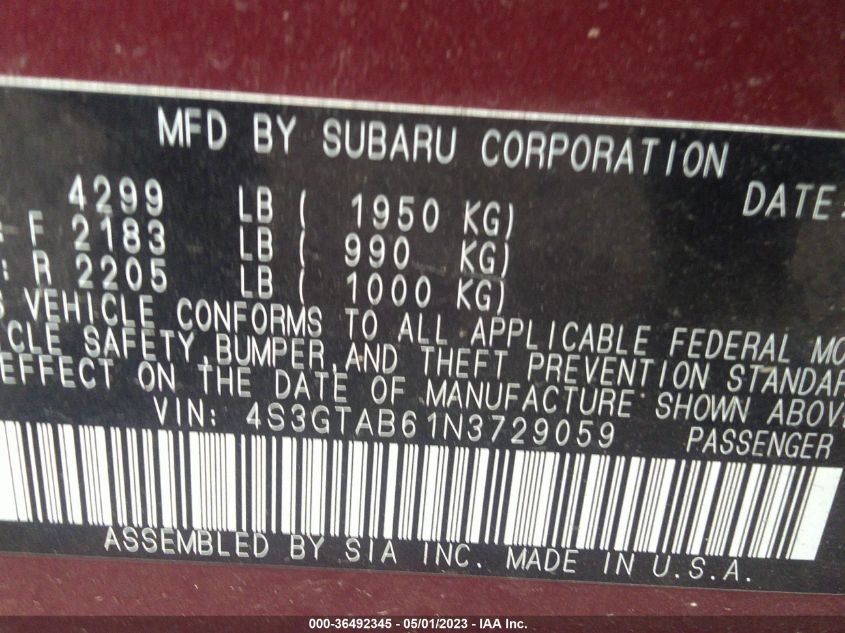 MFD BY SUBARU CORPORATION
4299 LB ( 1950 KG) DATE:
F 2183 LB ( 990 KG)
: R 2205 LB ( 1000 KG)
VEHICLE CONFORMS TO ALL APPLICABLE FEDERAL MO
CLE SAFETY,BUMPER,AND THEFT PREVENTION STANDAR
EFFECT ON THE DATE OF MANUFACTURE SHOWN ABOVE
VIN: 4S3GTAB61N3729059 PASSENGER
ASSEMBLED BY SIA INC. MADE IN U.S.A.
000-36492345 - 05/01/2023 - IAA Inc.